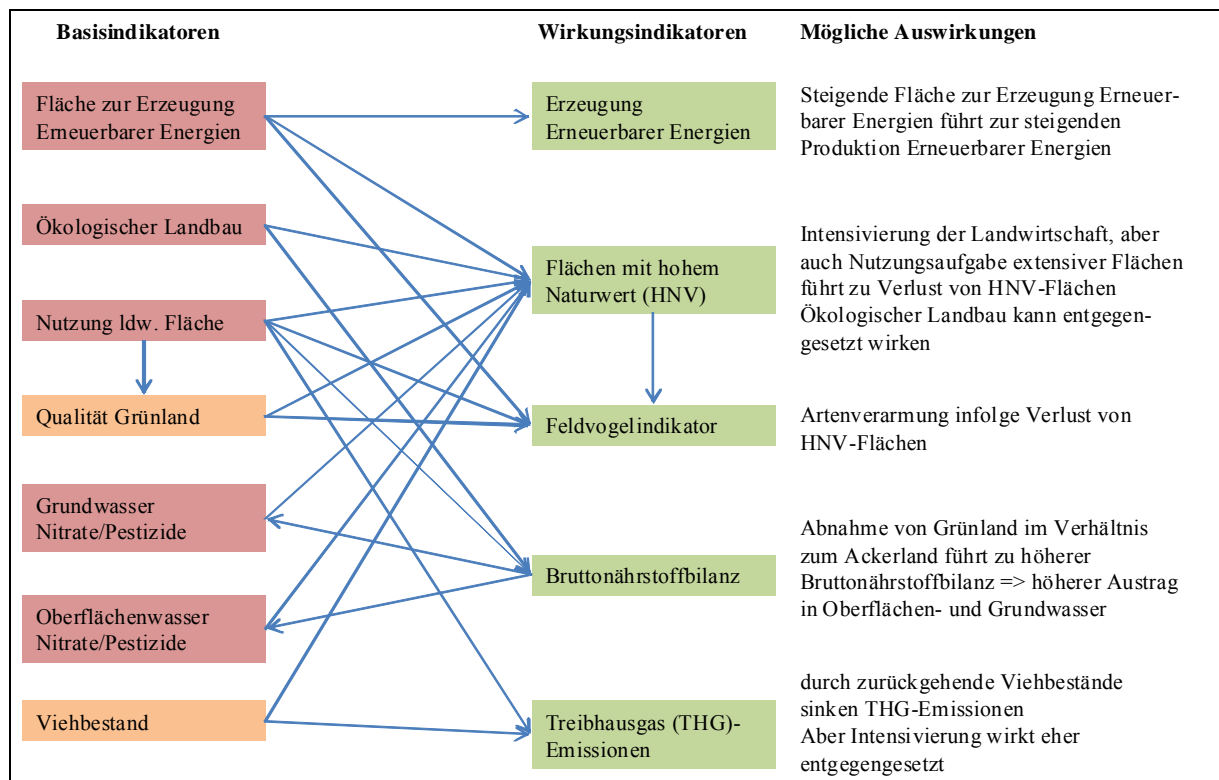 Basisindikatoren
Wirkungsindikatoren
Mögliche Auswirkungen
Fläche zur Erzeugung
Erneuerbarer Energien
Erzeugung
Erneuerbarer Energien
Steigende Fläche zur Erzeugung Erneuer-
barer Energien führt zur steigenden
Produktion Erneuerbarer Energien
Ökologischer Landbau
Flächen mit hohem
Naturwert (HNV)
Intensivierung der Landwirtschaft, aber
auch Nutzungsaufgabe extensiver Flächen
führt zu Verlust von HNV-Flächen
Ökologischer Landbau kann entgegen-
gesetzt wirken
Nutzung ldw. Fläche
Qualität Grünland
Feldvogelindikator
Artenverarmung infolge Verlust von
HNV-Flächen
Grundwasser
Nitrate/Pestizide
Bruttonährstoffbilanz
Abnahme von Grünland im Verhältnis
zum Ackerland führt zu höherer
Bruttonährstoffbilanz => höherer Austrag
in Oberflächen- und Grundwasser
Oberflächenwasser
Nitrate/Pestizide
Viehbestand
Treibhausgas (THG)-
Emissionen
durch zurückgehende Viehbestände
sinken THG-Emissionen
Aber Intensivierung wirkt eher
entgegengesetzt